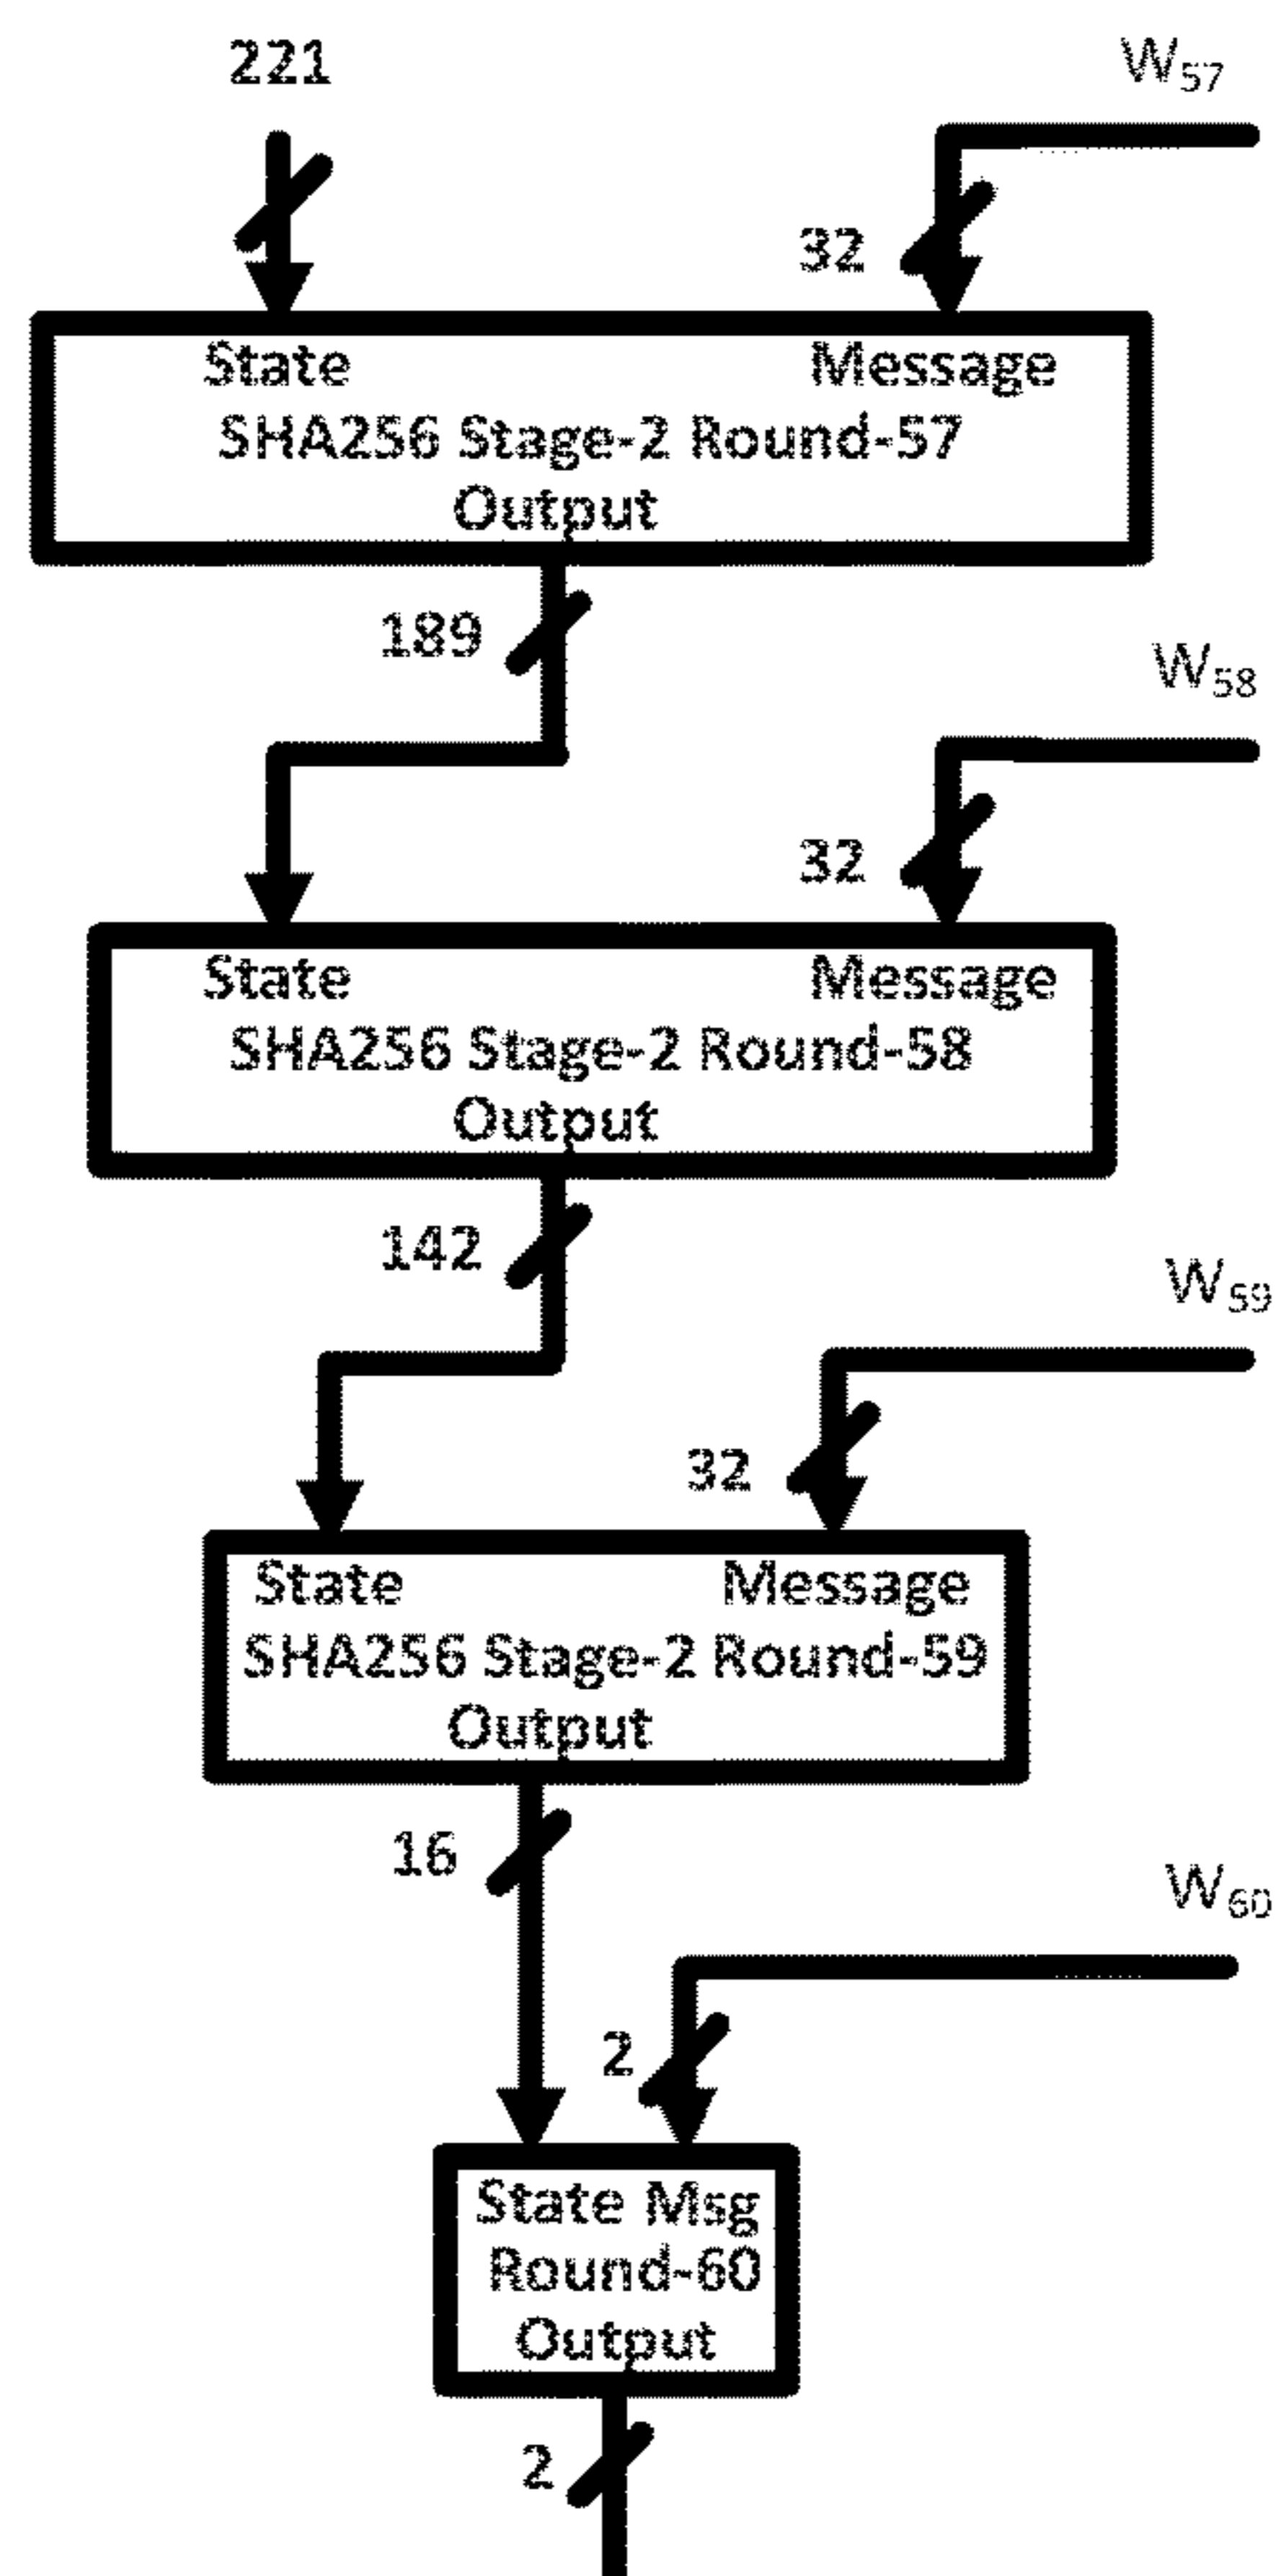 221
W57
32
State Message
SHA256 Stage-2 Round-57
Output
189
W58
32
State Message
SHA256 Stage-2 Round-58
Output
142
W59
32
State Message
SHA256 Stage-2 Round-59
Output
16
W60
2
State Msg
Round-60
Output
2